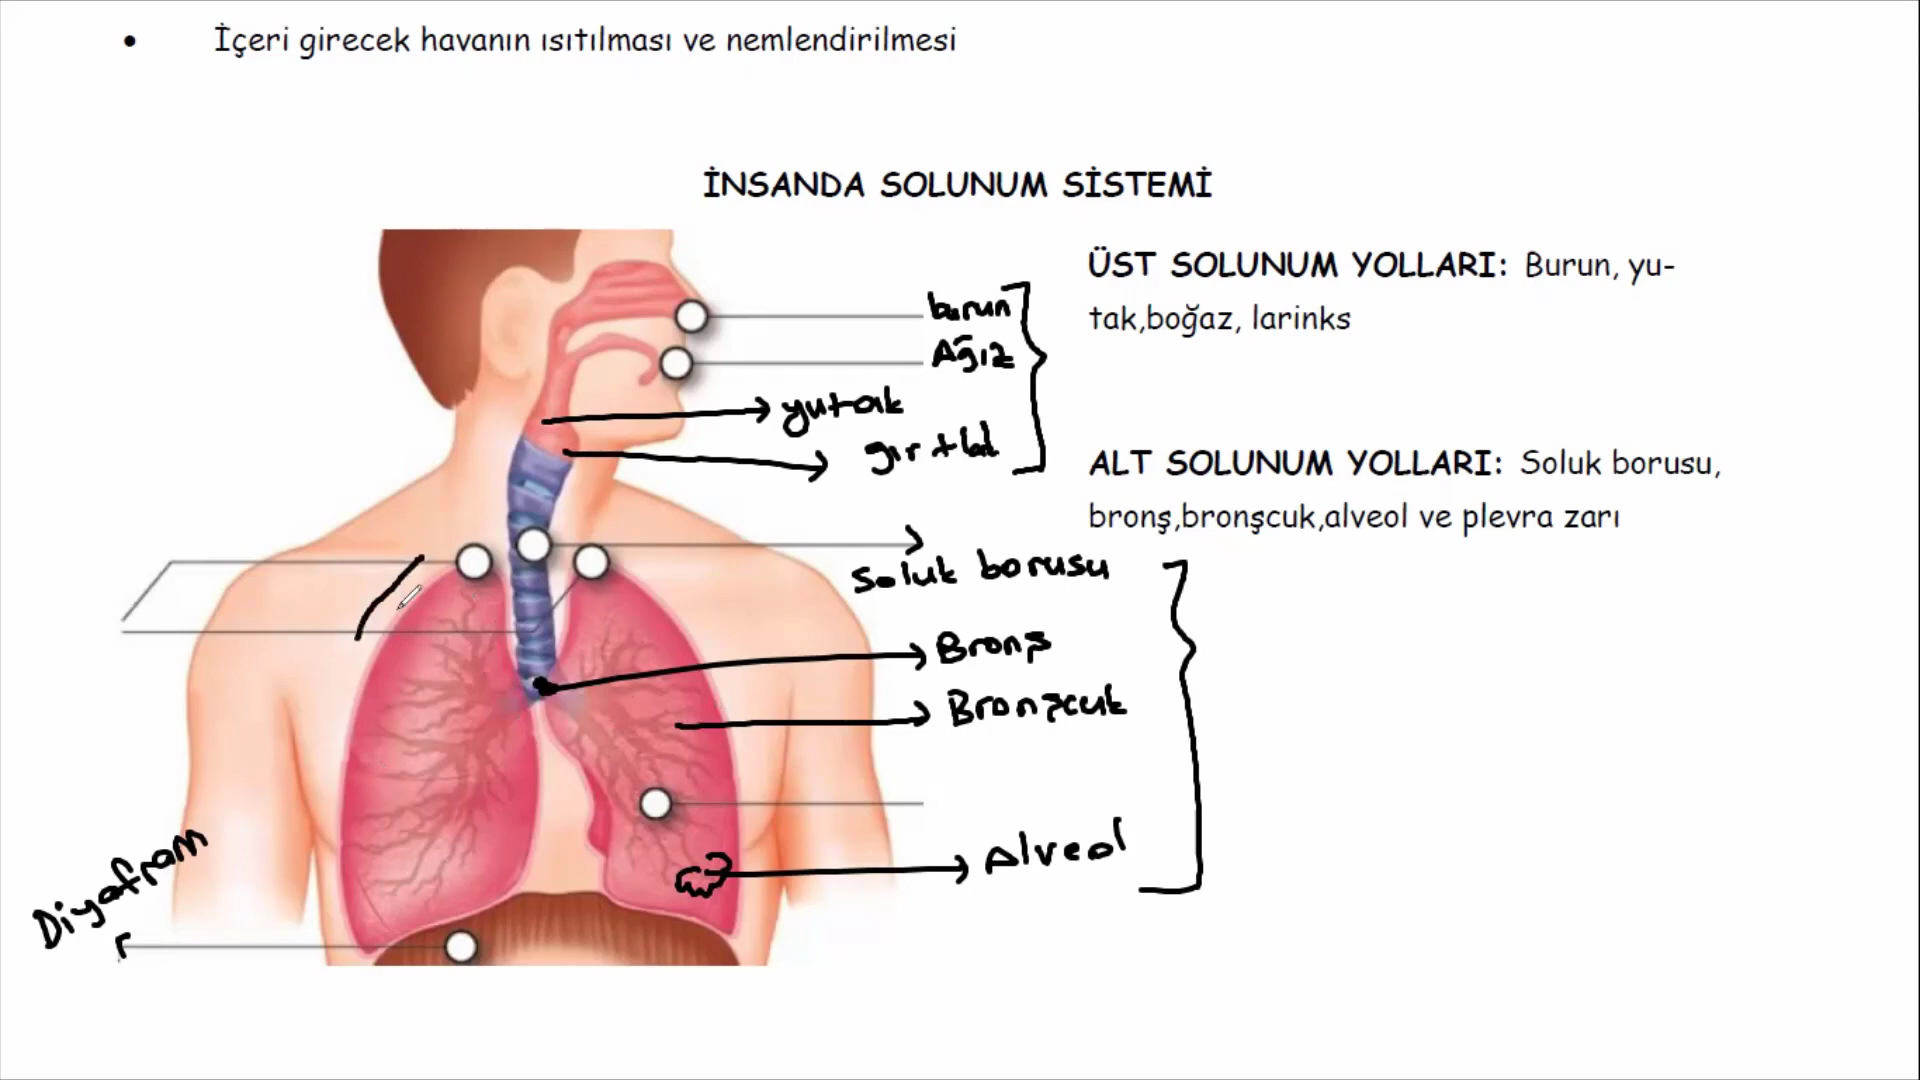 • İçeri girecek havanın ısıtılması ve nemlendirilmesi
İNSANDA SOLUNUM SİSTEMİ
ÜST SOLUNUM YOLLARI: Burun, yu-
tak,boğaz, larinks
burun
Ağız
yutak
gırtlak
ALT SOLUNUM YOLLARI: Soluk borusu,
bronş,bronşcuk,alveol ve plevra zarı
Soluk borusu
Bronş
Bronşcuk
Alveol
Diyafram